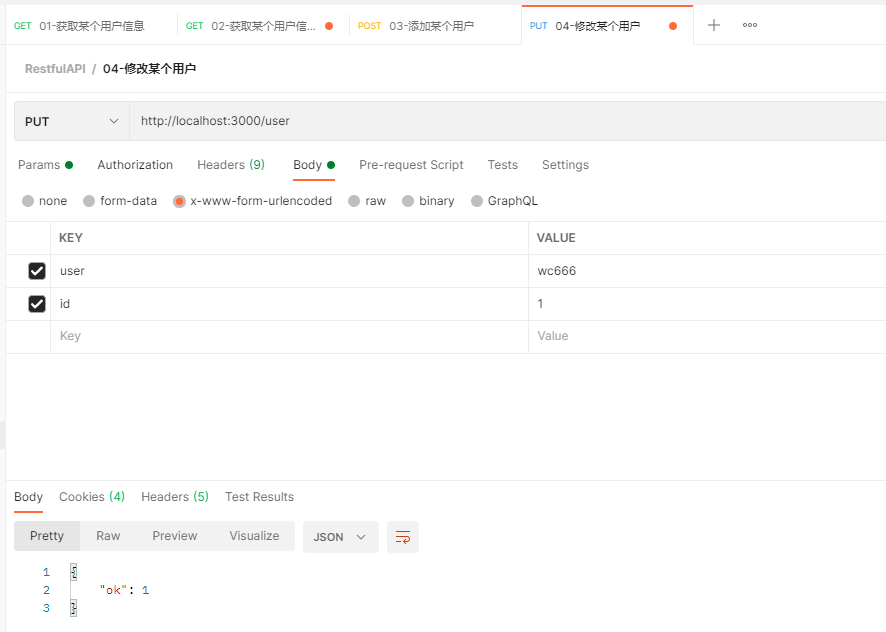 GET 01-获取某个用户信息 GET 02-获取某个用户信... POST 03-添加某个用户 PUT 04-修改某个用户
RestfulAPI / 04-修改某个用户
PUT http://localhost:3000/user
Params Authorization Headers (9) Body Pre-request Script Tests Settings
none form-data x-www-form-urlencoded raw binary GraphQL
KEY VALUE
user wc666
id 1
Key Value
Body Cookies (4) Headers (5) Test Results
Pretty Raw Preview Visualize JSON
1 {
2 "ok": 1
3 }